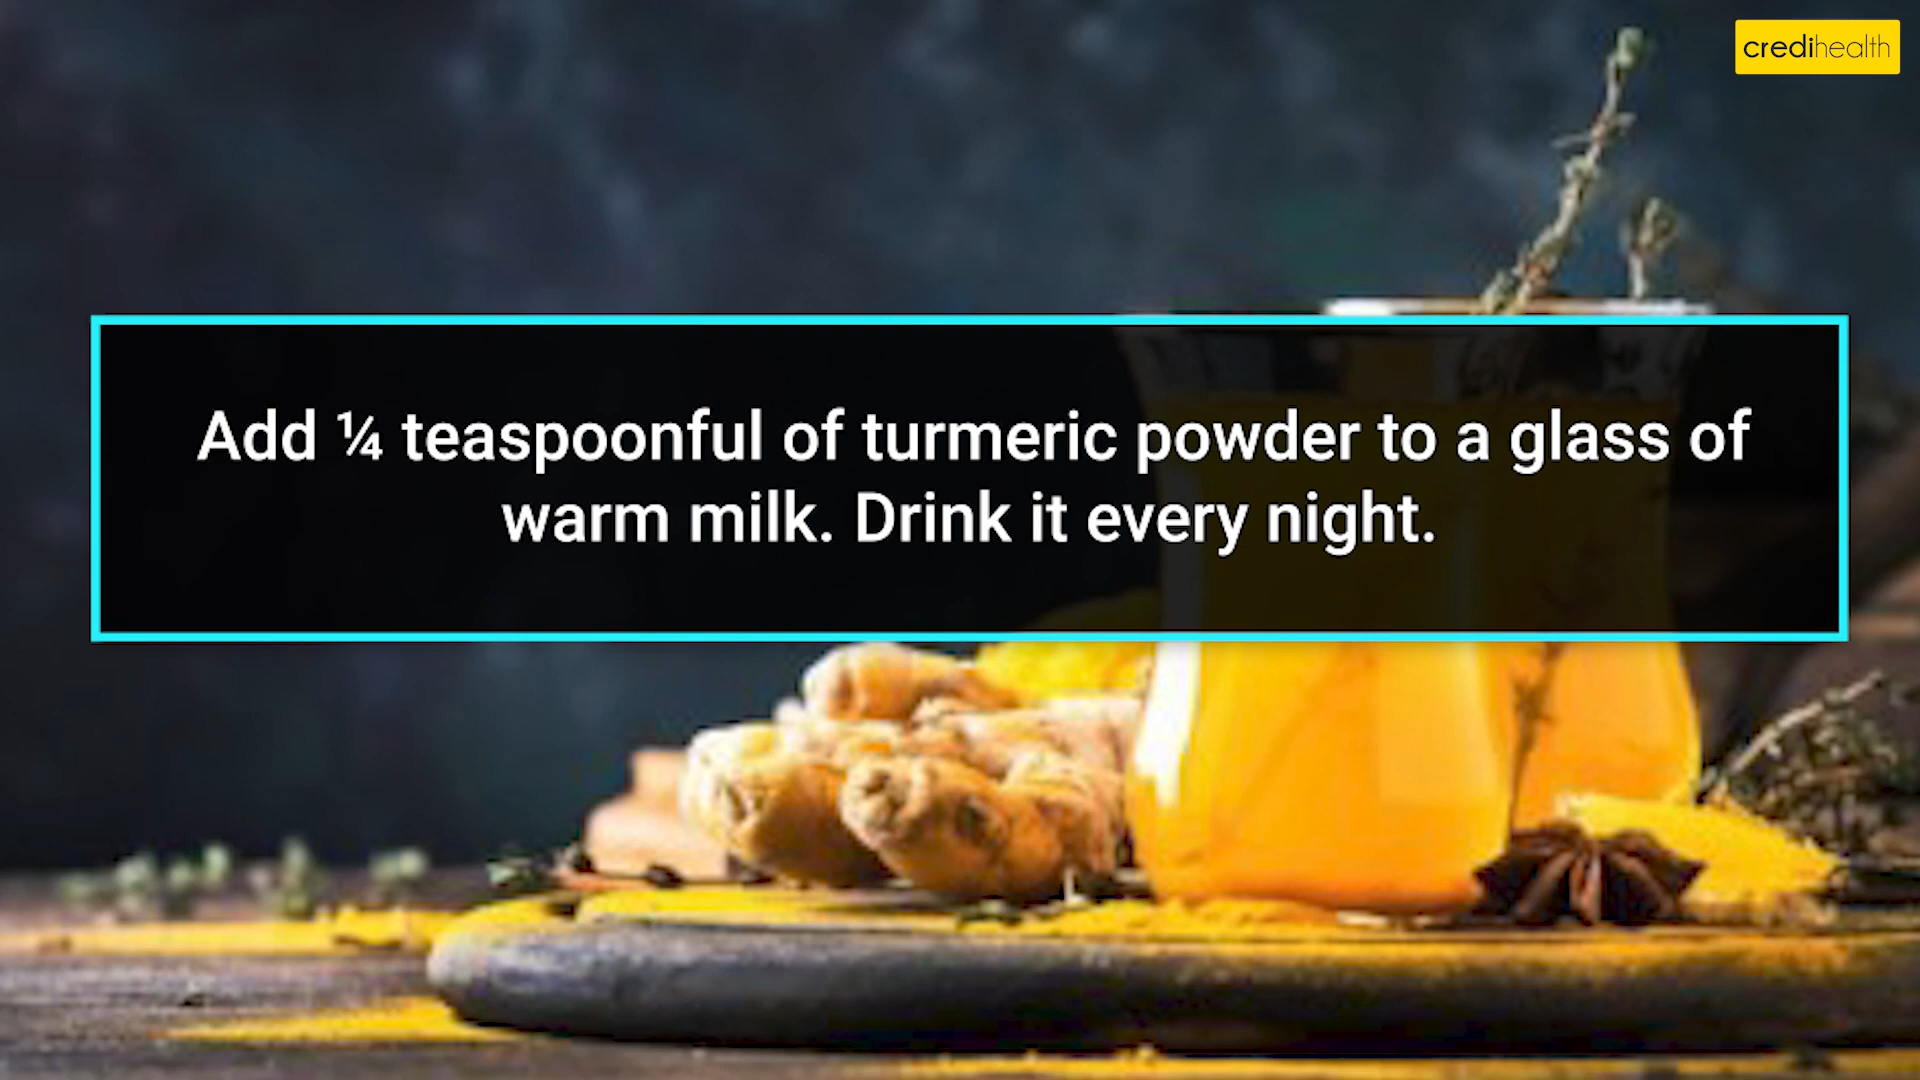 credihealth
Add ¼ teaspoonful of turmeric powder to a glass of
warm milk. Drink it every night.